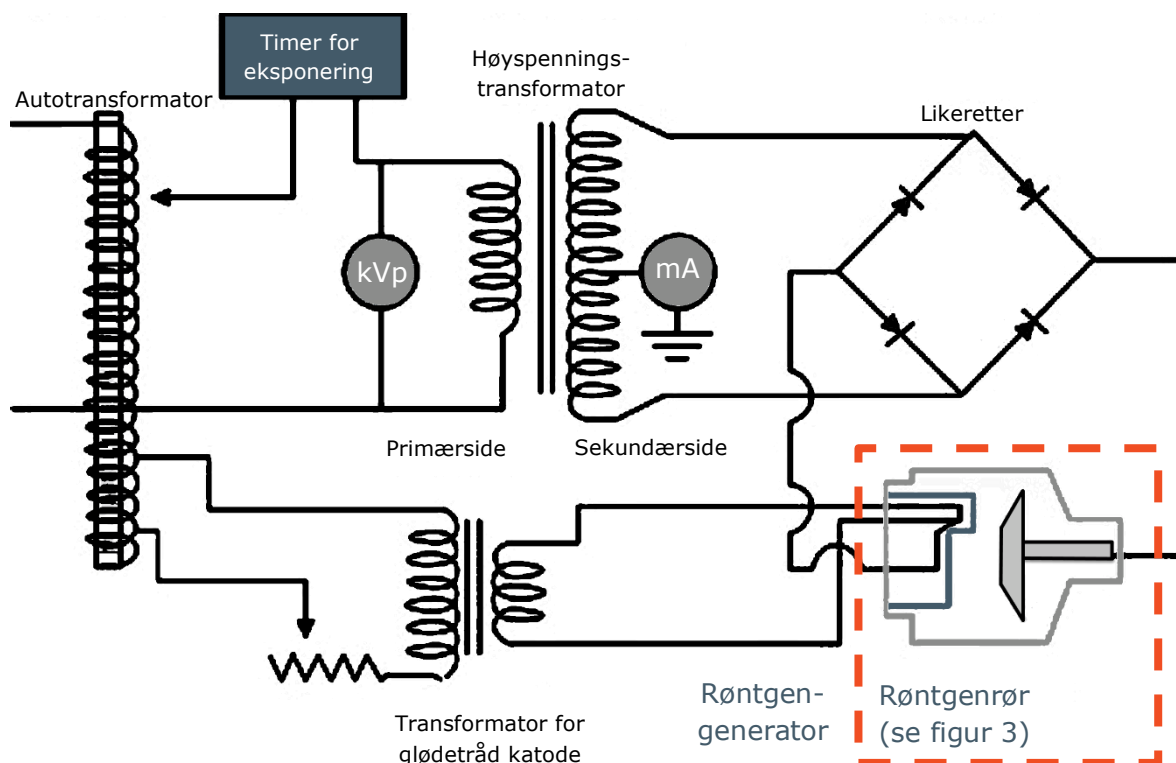 Timer for
eksponering
Høyspennings-
transformator
Autotransformator
Likeretter
kVp
mA
Primærside
Sekundærside
Røntgen-
generator
Røntgenrør
(se figur 3)
Transformator for
glødetråd katode